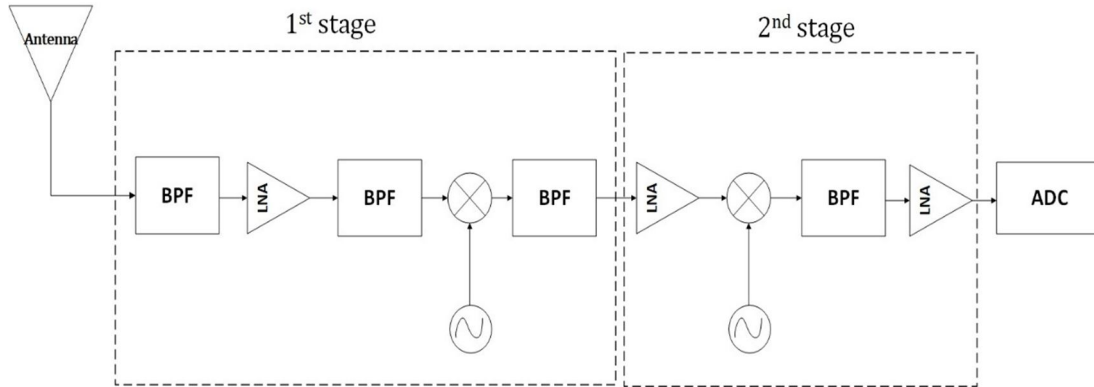 1st stage
2nd stage
Antenna
BPF
LNA
BPF
BPF
LNA
BPF
LNA
ADC